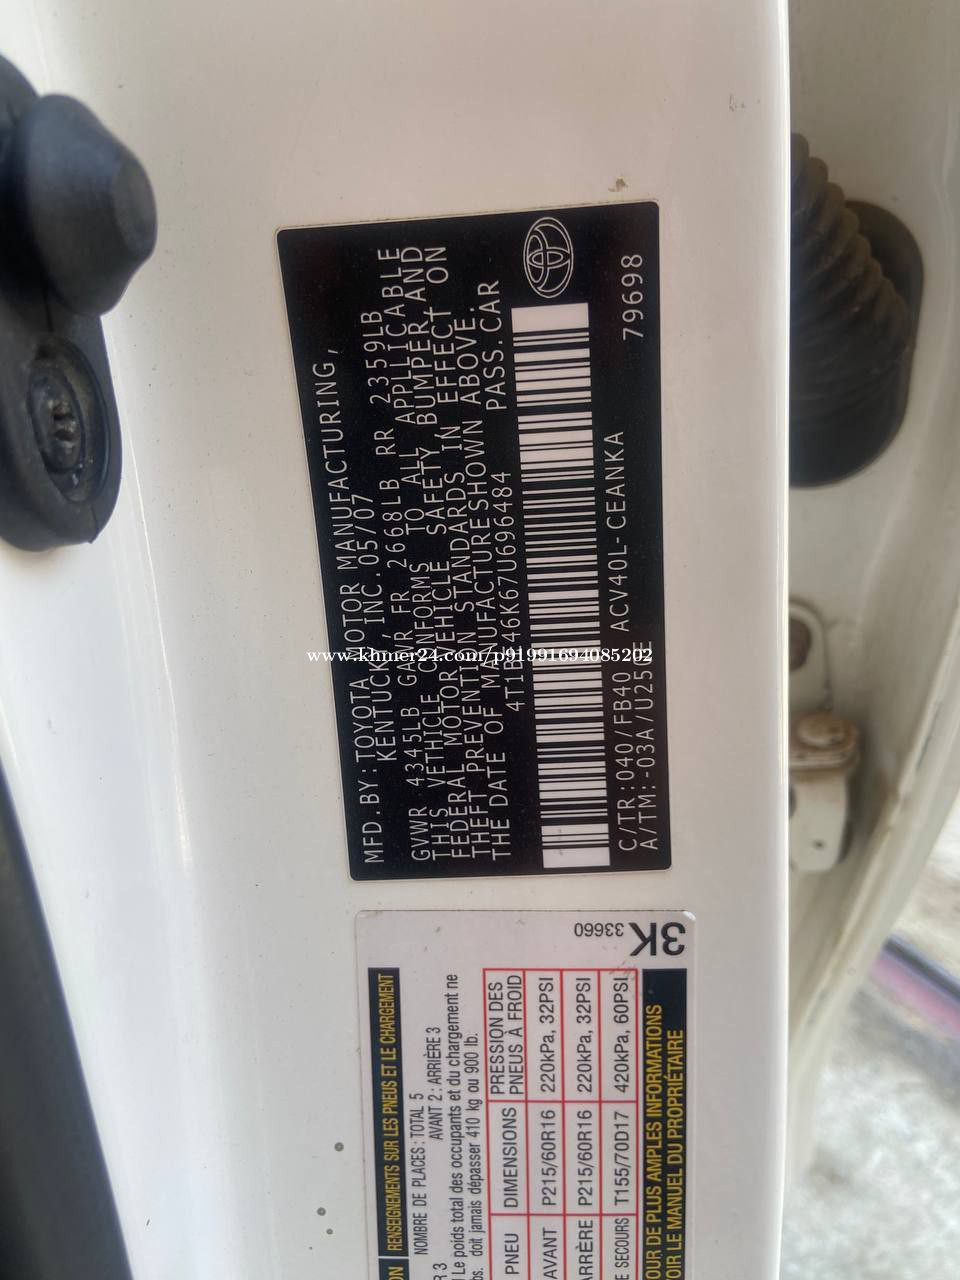 MFD.BY:TOYOTA MOTOR MANUFACTURING,
KENTUCKY, INC. 05/07
GVWR 4345LB GAWR FR 2668LB RR 2359LB
THIS VEHICLE CONFORMS TO ALL APPLICABLE
FEDERAL MOTOR VEHICLE SAFETY, BUMPER, AND
THEFT PREVENTION STANDARDS IN EFFECT ON
THE DATE OF MANUFACTURE SHOWN ABOVE.
46K67U696484 PASS.CAR
C/TR:040/FB40 ACV40L-CEANKA
A/TM:-03A/U250E 79698
www.khmer24.com/p919916940852​02
RENSEIGNEMENTS SUR LES PNEUS ET LE CHARGEMENT
NOMBRE DE PLACES: TOTAL 5
AVANT 2: ARRIÈRE 3
Le poids total des occupants et du chargement ne
doit jamais dépasser 410 kg ou 900 lb.
PNEU DIMENSIONS PRESSION DES PNEUS À FROID
AVANT P215/60R16 220kPa, 32PSI
ARRIÈRE P215/60R16 220kPa, 32PSI
SECOURS T155/70D17 420kPa, 60PSI
POUR DE PLUS AMPLES INFORMATIONS
VOIR LE MANUEL DU PROPRIÉTAIRE
3K
33660